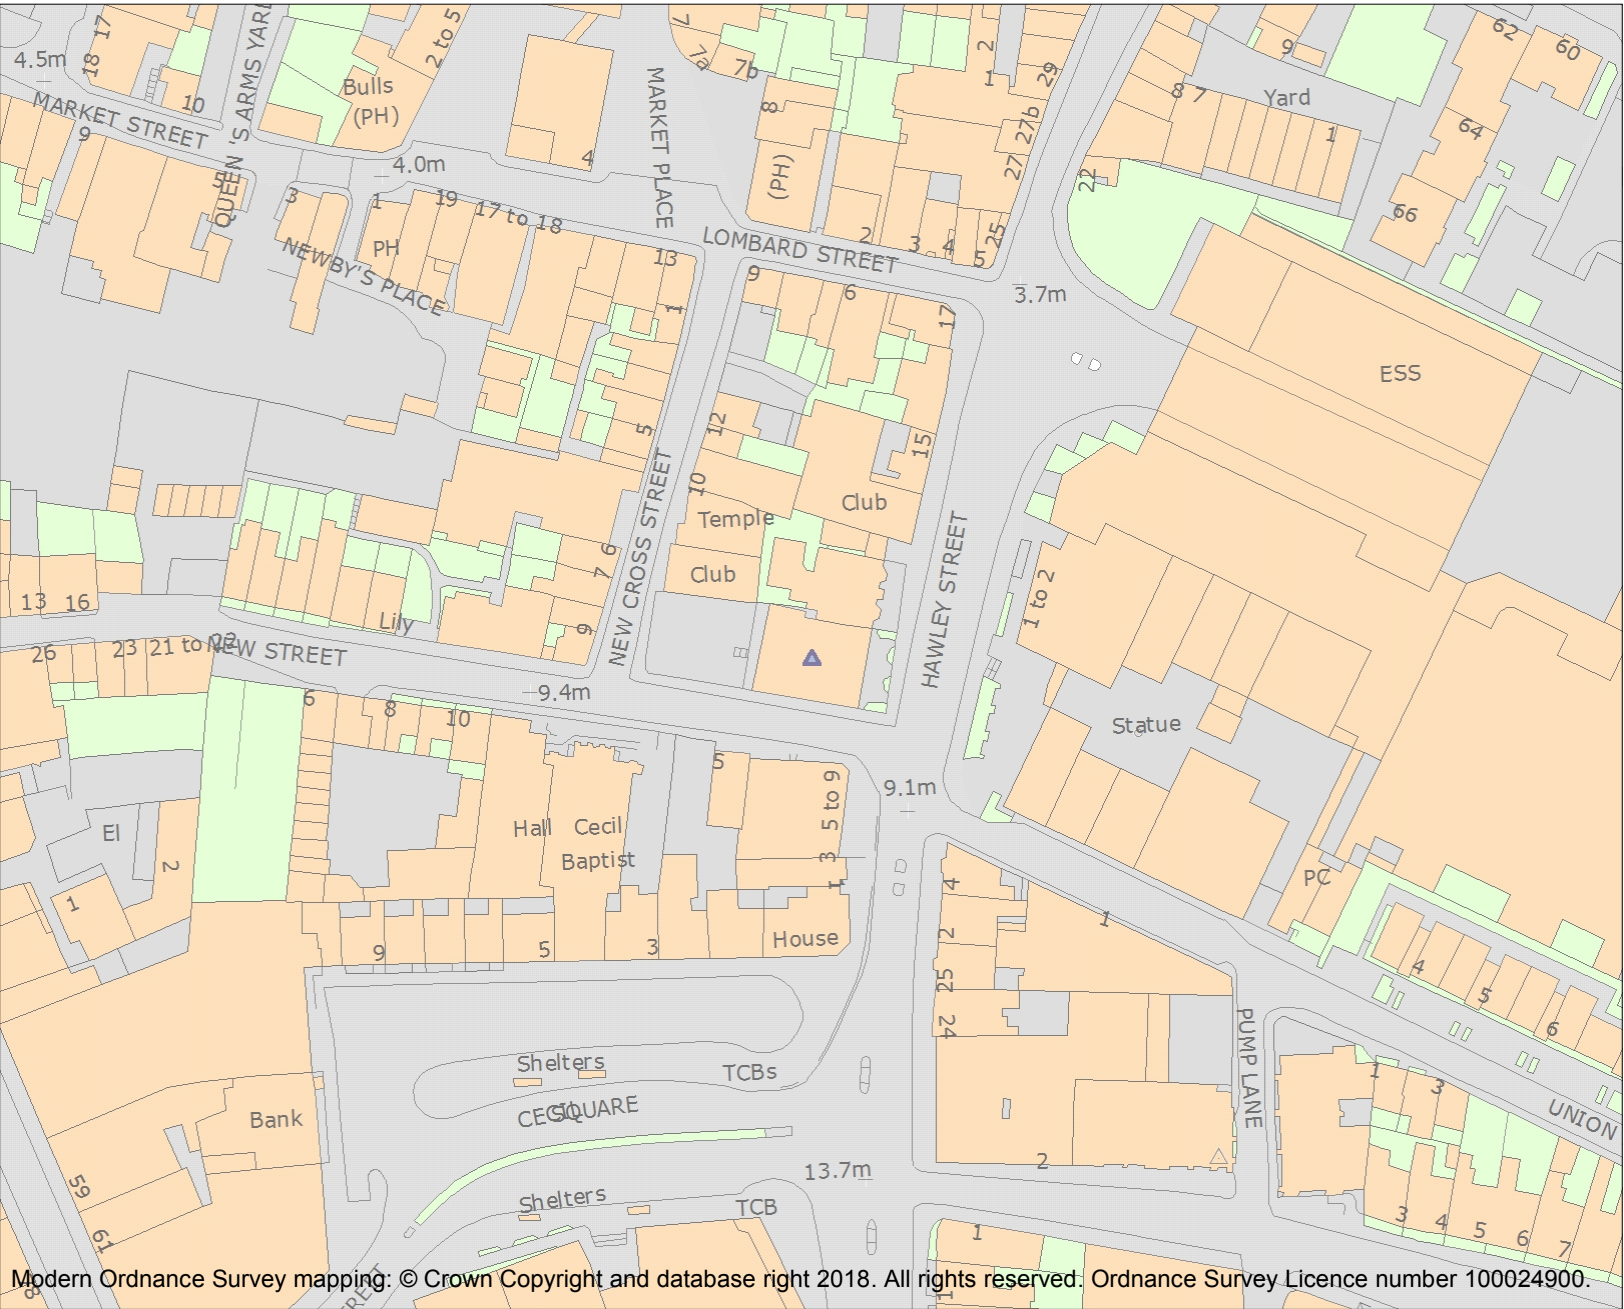 17
18
4.5m
MARKET STREET
10
9
QUEEN'S ARMS YARD
Bulls
(PH)
2 to 5
4.0m
4
MARKET PLACE
7
7a
7b
8
(PH)
2
1
29
27b
27
25
22
8 7
9
Yard
1
62
60
64
66
5
3
1
19
17 to 18
PH
NEWBY'S PLACE
13
1
LOMBARD STREET
2
3
4
5
9
6
17
3.7m
ESS
5
12
10
15
Temple
Club
Club
NEW CROSS STREET
HAWLEY STREET
1 to 2
6
7
9
13
16
Lily
26
23
21 to 22
NEW STREET
9.4m
Statue
6
8
10
5
5 to 9
3
1
9.1m
El
2
1
Hall
Cecil
Baptist
9
5
3
House
4
2
25
24
1
PC
4
5
6
PUMP LANE
UNION
Shelters
TCBs
CECIL
SQUARE
Bank
13.7m
Shelters
TCB
2
1
3
3
4
5
6
7
59
61
1
1
8
REET
Modern Ordnance Survey mapping: © Crown Copyright and database right 2018. All rights reserved. Ordnance Survey Licence number 100024900.